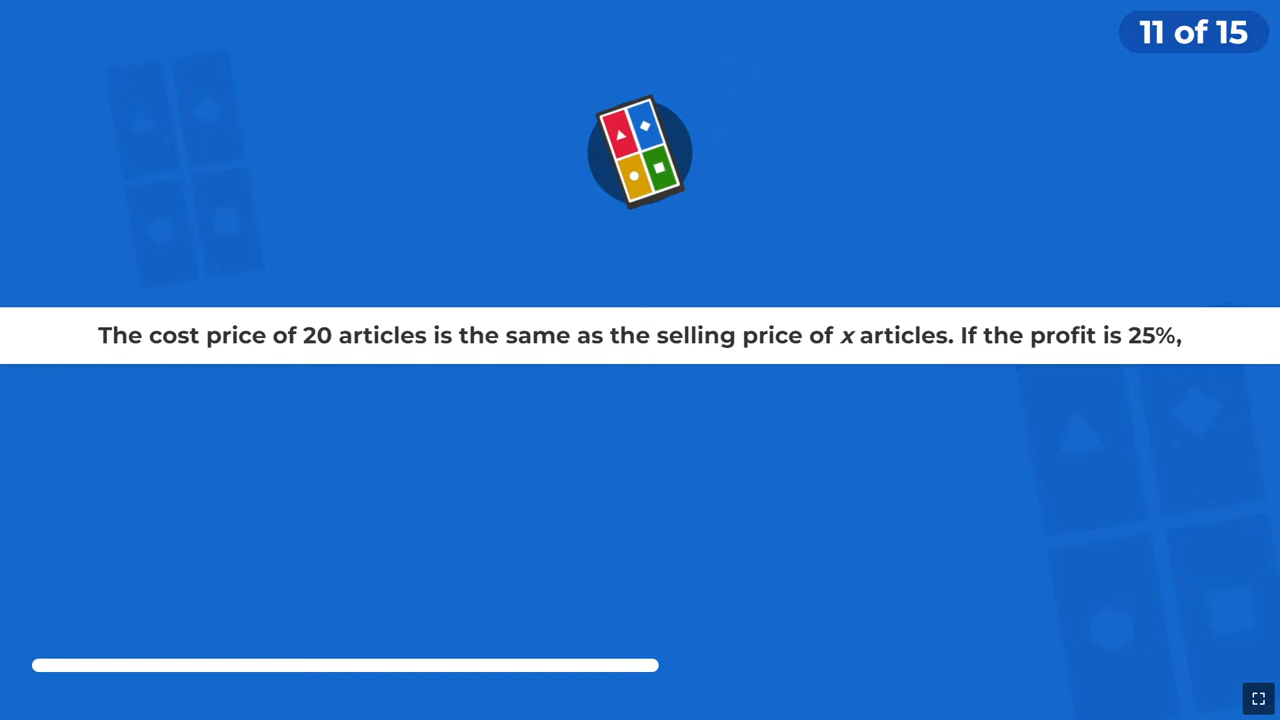 11 of 15
The cost price of 20 articles is the same as the selling price of x articles. If the profit is 25%,